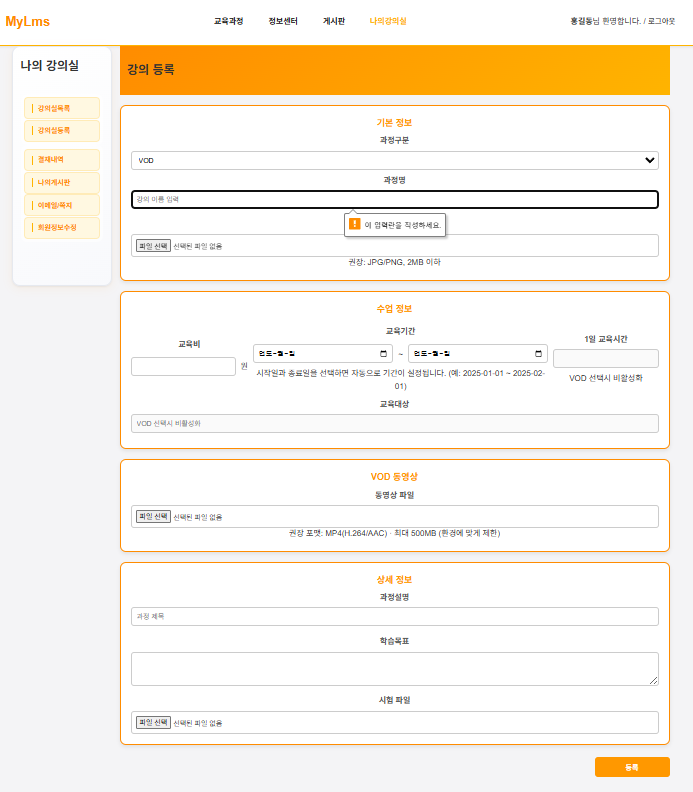 MyLms
교육과정 정보센터 게시판 나의강의실
홍길동님 환영합니다. / 로그아웃
나의 강의실
강의실목록
강의실등록
결제내역
나의게시판
이메일/쪽지
회원정보수정
강의 등록
기본 정보
과정구분
VOD
과정명
강의 이름 입력
이 입력란을 작성하세요.
파일 선택 선택된 파일 없음
권장: JPG/PNG, 2MB 이하
수업 정보
교육비
원
교육기간
연도-월-일 ~ 연도-월-일
시작일과 종료일을 선택하면 자동으로 기간이 설정됩니다. (예: 2025-01-01 ~ 2025-02-
01)
1일 교육시간
VOD 선택시 비활성화
교육대상
VOD 선택시 비활성화
VOD 동영상
동영상 파일
파일 선택 선택된 파일 없음
권장 포맷: MP4(H.264/AAC) · 최대 500MB (환경에 맞게 제한)
상세 정보
과정설명
과정 제목
학습목표
시험 파일
파일 선택 선택된 파일 없음
등록